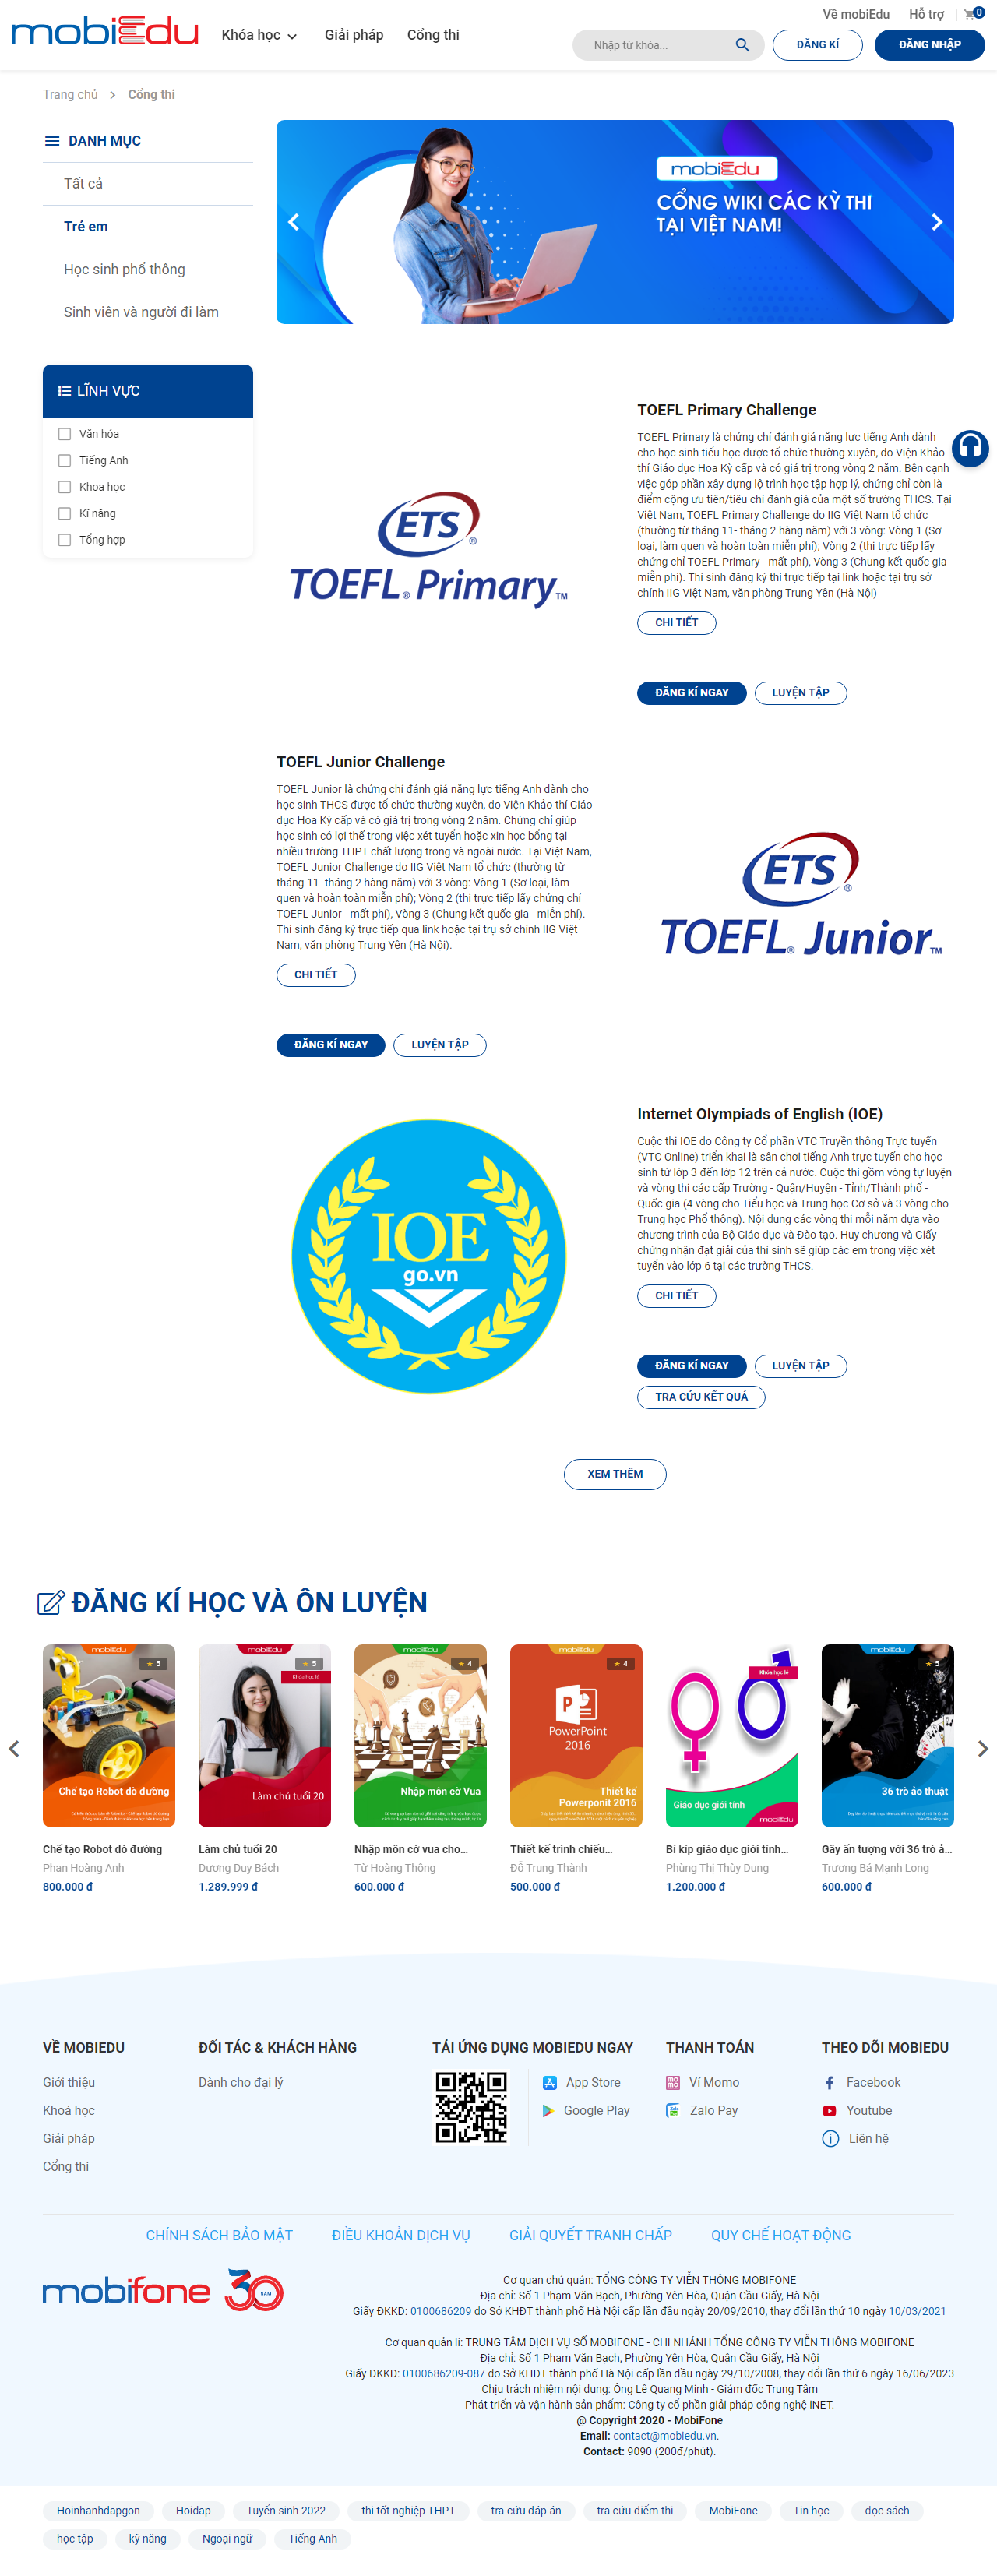 Về mobiEdu Hỗ trợ 0
mobiEdu Khóa học Giải pháp Cổng thi Nhập từ khóa... ĐĂNG KÍ ĐĂNG NHẬP
Trang chủ > Cổng thi
DANH MỤC
Tất cả
Trẻ em
Học sinh phổ thông
Sinh viên và người đi làm
mobiEdu
CỔNG WIKI CÁC KỲ THI
TẠI VIỆT NAM!
LĨNH VỰC
Văn hóa
Tiếng Anh
Khoa học
Kĩ năng
Tổng hợp
ETS®
TOEFL® Primary™
TOEFL Primary Challenge
TOEFL Primary là chứng chỉ đánh giá năng lực tiếng Anh dành
cho học sinh tiểu học được tổ chức thường xuyên, do Viện Khảo
thí Giáo dục Hoa Kỳ cấp và có giá trị trong vòng 2 năm. Bên cạnh
việc góp phần xây dựng lộ trình học tập hợp lý, chứng chỉ còn là
điểm cộng ưu tiên/tiêu chí đánh giá của một số trường THCS. Tại
Việt Nam, TOEFL Primary Challenge do IIG Việt Nam tổ chức
(thường từ tháng 11- tháng 2 hàng năm) với 3 vòng: Vòng 1 (Sơ
loại, làm quen và hoàn toàn miễn phí); Vòng 2 (thi trực tiếp lấy
chứng chỉ TOEFL Primary - mất phí), Vòng 3 (Chung kết quốc gia -
miễn phí). Thí sinh đăng ký thi trực tiếp tại link hoặc tại trụ sở
chính IIG Việt Nam, văn phòng Trung Yên (Hà Nội)
CHI TIẾT
ĐĂNG KÍ NGAY LUYỆN TẬP
TOEFL Junior Challenge
TOEFL Junior là chứng chỉ đánh giá năng lực tiếng Anh dành cho
học sinh THCS được tổ chức thường xuyên, do Viện Khảo thí Giáo
dục Hoa Kỳ cấp và có giá trị trong vòng 2 năm. Chứng chỉ giúp
học sinh có lợi thế trong việc xét tuyển hoặc xin học bổng tại
nhiều trường THPT chất lượng trong và ngoài nước. Tại Việt Nam,
TOEFL Junior Challenge do IIG Việt Nam tổ chức (thường từ
tháng 11- tháng 2 hàng năm) với 3 vòng: Vòng 1 (Sơ loại, làm
quen và hoàn toàn miễn phí); Vòng 2 (thi trực tiếp lấy chứng chỉ
TOEFL Junior - mất phí), Vòng 3 (Chung kết quốc gia - miễn phí).
Thí sinh đăng ký trực tiếp qua link hoặc tại trụ sở chính IIG Việt
Nam, văn phòng Trung Yên (Hà Nội).
CHI TIẾT
ĐĂNG KÍ NGAY LUYỆN TẬP
ETS®
TOEFL® Junior™
IOE
go.vn
Internet Olympiads of English (IOE)
Cuộc thi IOE do Công ty Cổ phần VTC Truyền thông Trực tuyến
(VTC Online) triển khai là sân chơi tiếng Anh trực tuyến cho học
sinh từ lớp 3 đến lớp 12 trên cả nước. Cuộc thi gồm vòng tự luyện
và vòng thi các cấp Trường - Quận/Huyện - Tỉnh/Thành phố -
Quốc gia (4 vòng cho Tiểu học và Trung học Cơ sở và 3 vòng cho
Trung học Phổ thông). Nội dung các vòng thi mỗi năm dựa vào
chương trình của Bộ Giáo dục và Đào tạo. Huy chương và Giấy
chứng nhận đạt giải của thí sinh sẽ giúp các em trong việc xét
tuyển vào lớp 6 tại các trường THCS.
CHI TIẾT
ĐĂNG KÍ NGAY LUYỆN TẬP
TRA CỨU KẾT QUẢ
XEM THÊM
ĐĂNG KÍ HỌC VÀ ÔN LUYỆN
mobiEdu
★ 5
Chế tạo Robot dò đường
Chế tạo Robot dò đường
Phan Hoàng Anh
800.000 đ
mobiEdu
★ 5
Khóa học lẻ
Làm chủ tuổi 20
Làm chủ tuổi 20
Dương Duy Bách
1.289.999 đ
mobiEdu
★ 4
Nhập môn cờ Vua
Nhập môn cờ vua cho...
Từ Hoàng Thông
600.000 đ
mobiEdu
★ 4
PowerPoint
2016
Thiết kế
Powerponit 2016
Thiết kế trình chiếu...
Đỗ Trung Thành
500.000 đ
Khóa học lẻ
Giáo dục giới tính
mobiEdu
Bí kíp giáo dục giới tính...
Phùng Thị Thùy Dung
1.200.000 đ
mobiEdu
★ 5
36 trò ảo thuật
Gây ấn tượng với 36 trò ả...
Trương Bá Mạnh Long
600.000 đ
VỀ MOBIEDU
Giới thiệu
Khoá học
Giải pháp
Cổng thi
ĐỐI TÁC & KHÁCH HÀNG
Dành cho đại lý
TẢI ỨNG DỤNG MOBIEDU NGAY
App Store
Google Play
THANH TOÁN
Ví Momo
Zalo Pay
THEO DÕI MOBIEDU
Facebook
Youtube
Liên hệ
CHÍNH SÁCH BẢO MẬT ĐIỀU KHOẢN DỊCH VỤ GIẢI QUYẾT TRANH CHẤP QUY CHẾ HOẠT ĐỘNG
mobifone 30 NĂM
Cơ quan chủ quản: TỔNG CÔNG TY VIỄN THÔNG MOBIFONE
Địa chỉ: Số 1 Phạm Văn Bạch, Phường Yên Hòa, Quận Cầu Giấy, Hà Nội
Giấy ĐKKD: 0100686209 do Sở KHĐT thành phố Hà Nội cấp lần đầu ngày 20/09/2010, thay đổi lần thứ 10 ngày 10/03/2021
Cơ quan quản lí: TRUNG TÂM DỊCH VỤ SỐ MOBIFONE - CHI NHÁNH TỔNG CÔNG TY VIỄN THÔNG MOBIFONE
Địa chỉ: Số 1 Phạm Văn Bạch, Phường Yên Hòa, Quận Cầu Giấy, Hà Nội
Giấy ĐKKD: 0100686209-087 do Sở KHĐT thành phố Hà Nội cấp lần đầu ngày 29/10/2008, thay đổi lần thứ 6 ngày 16/06/2023
Chịu trách nhiệm nội dung: Ông Lê Quang Minh - Giám đốc Trung Tâm
Phát triển và vận hành sản phẩm: Công ty cổ phần giải pháp công nghệ iNET.
@ Copyright 2020 - MobiFone
Email: contact@mobiedu.vn.
Contact: 9090 (200đ/phút).
Hoinhanhdapgon Hoidap Tuyển sinh 2022 thi tốt nghiệp THPT tra cứu đáp án tra cứu điểm thi MobiFone Tin học đọc sách
học tập kỹ năng Ngoại ngữ Tiếng Anh